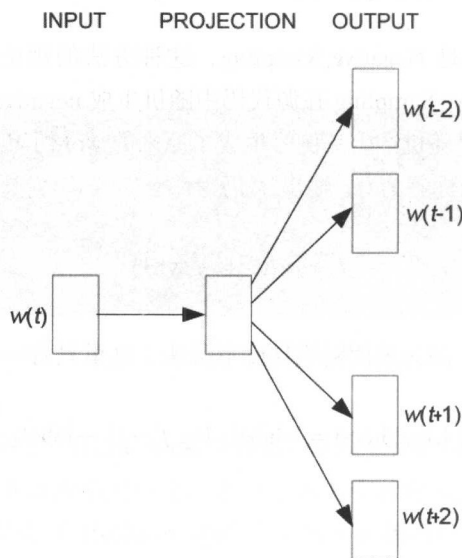 INPUT PROJECTION OUTPUT
w(t-2)
w(t-1)
w(t)
w(t+1)
w(t+2)